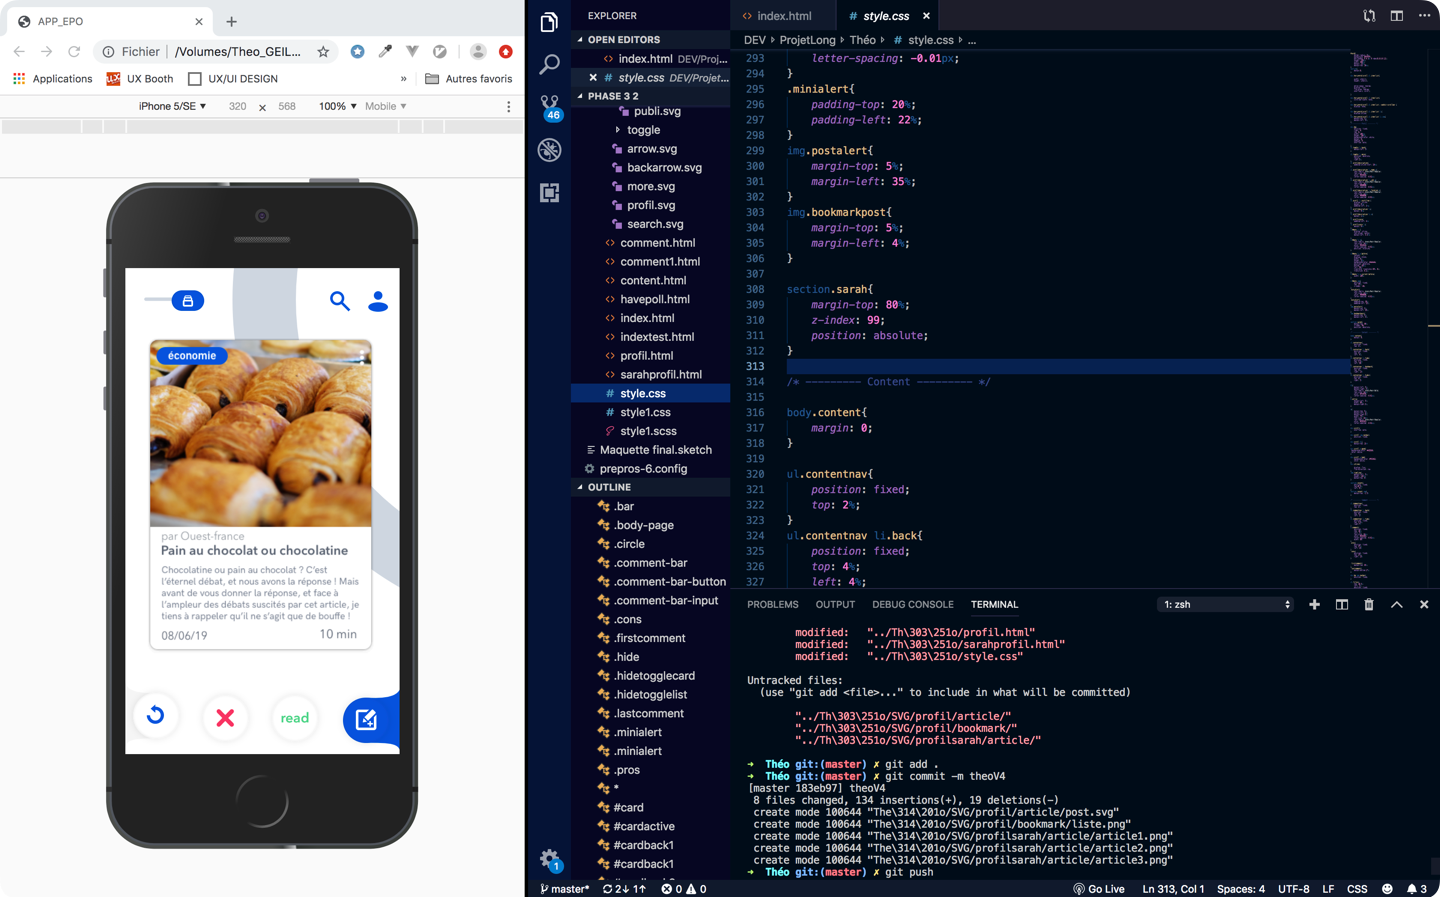 APP_EPO
Fichier
/Volumes/Theo_GEIL...
Applications
UX Booth
UX/UI DESIGN
»
Autres favoris
iPhone 5/SE ▼
320
×
568
100% ▼
Mobile ▼
économie
par Ouest-france
Pain au chocolat ou chocolatine
Chocolatine ou pain au chocolat ? C'est
l'éternel débat, et nous avons la réponse ! Mais
avant de vous donner la réponse, et face à
l'ampleur des débats suscités par cet article, je
tiens à rappeler qu'il ne s'agit que de bouffe !
08/06/19
10 min
read
46
1
EXPLORER
OPEN EDITORS
index.html DEV/Proj...
style.css DEV/Projet...
PHASE 3 2
publi.svg
toggle
arrow.svg
backarrow.svg
more.svg
profil.svg
search.svg
comment.html
comment1.html
content.html
havepoll.html
index.html
indextest.html
profil.html
sarahprofil.html
style.css
style1.css
style1.scss
Maquette final.sketch
prepros-6.config
OUTLINE
.bar
.body-page
.circle
.comment-bar
.comment-bar-button
.comment-bar-input
.cons
.firstcomment
.hide
.hidetogglecard
.hidetogglelist
.lastcomment
.minialert
.minialert
.pros
*
#card
#cardactive
#cardback1
#cardback1
index.html
style.css
DEV › ProjetLong › Théo › # style.css › ...
293 letter-spacing: -0.01px;
294 }
295 .minialert{
296 padding-top: 20%;
297 padding-left: 22%;
298 }
299 img.postalert{
300 margin-top: 5%;
301 margin-left: 35%;
302 }
303 img.bookmarkpost{
304 margin-top: 5%;
305 margin-left: 4%;
306 }
307
308 section.sarah{
309 margin-top: 80%;
310 z-index: 99;
311 position: absolute;
312 }
313
314 /* --------- Content --------- */
315
316 body.content{
317 margin: 0;
318 }
319
320 ul.contentnav{
321 position: fixed;
322 top: 2%;
323 }
324 ul.contentnav li.back{
325 position: fixed;
326 top: 4%;
327 left: 4%;
PROBLEMS
OUTPUT
DEBUG CONSOLE
TERMINAL
1: zsh
modified: "../Th\303\251o/profil.html"
modified: "../Th\303\251o/sarahprofil.html"
modified: "../Th\303\251o/style.css"
Untracked files:
(use "git add <file>..." to include in what will be committed)
"../Th\303\251o/SVG/profil/article/"
"../Th\303\251o/SVG/profil/bookmark/"
"../Th\303\251o/SVG/profilsarah/article/"
→ Théo git:(master) ✗ git add .
→ Théo git:(master) ✗ git commit -m theoV4
[master 183eb97] theoV4
8 files changed, 134 insertions(+), 19 deletions(-)
create mode 100644 "The\314\201o/SVG/profil/article/post.svg"
create mode 100644 "The\314\201o/SVG/profil/bookmark/liste.png"
create mode 100644 "The\314\201o/SVG/profilsarah/article/article1.png"
create mode 100644 "The\314\201o/SVG/profilsarah/article/article2.png"
create mode 100644 "The\314\201o/SVG/profilsarah/article/article3.png"
→ Théo git:(master) ✗ git push
master*
2↓ 1↑
0
0
Go Live
Ln 313, Col 1
Spaces: 4
UTF-8
LF
CSS
3